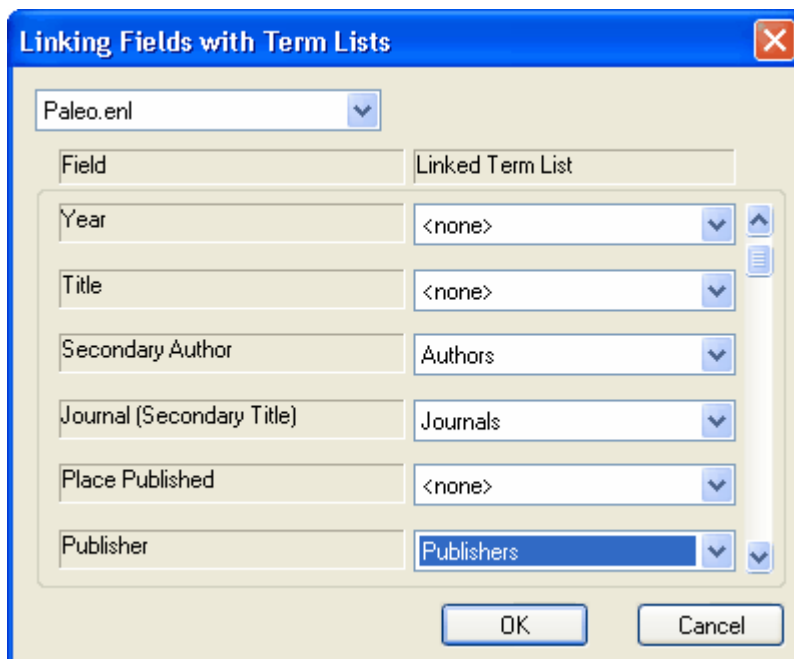 Linking Fields with Term Lists
Paleo.enl
Field Linked Term List
Year <none>
Title <none>
Secondary Author Authors
Journal (Secondary Title) Journals
Place Published <none>
Publisher Publishers
OK Cancel